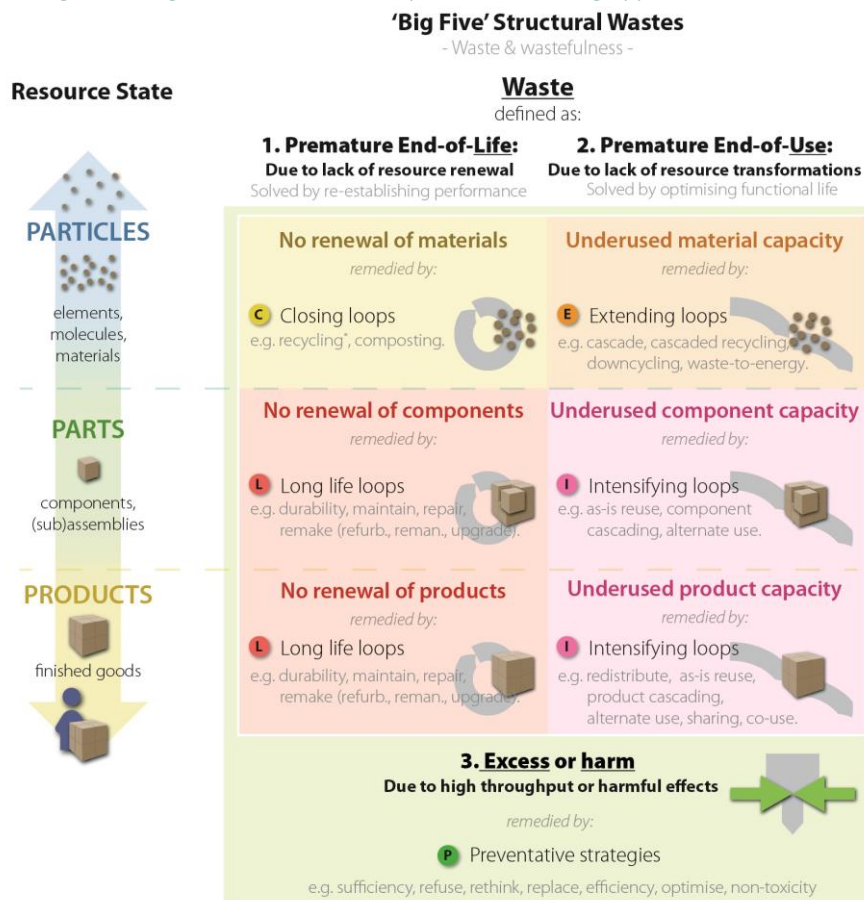 'Big Five' Structural Wastes
- Waste & wastefulness -
Resource State
Waste
defined as:
1. Premature End-of-Life:
Due to lack of resource renewal
Solved by re-establishing performance
2. Premature End-of-Use:
Due to lack of resource transformations
Solved by optimising functional life
PARTICLES
elements,
molecules,
materials
No renewal of materials
remedied by:
C Closing loops
e.g. recycling*, composting.
Underused material capacity
remedied by:
E Extending loops
e.g. cascade, cascaded recycling,
downcycling, waste-to-energy.
PARTS
components,
(sub)assemblies
No renewal of components
remedied by:
L Long life loops
e.g. durability, maintain, repair,
remake (refurb., reman., upgrade).
Underused component capacity
remedied by:
I Intensifying loops
e.g. as-is reuse, component
cascading, alternate use.
PRODUCTS
finished goods
No renewal of products
remedied by:
L Long life loops
e.g. durability, maintain, repair,
remake (refurb., reman., upgrade).
Underused product capacity
remedied by:
I Intensifying loops
e.g. redistribute, as-is reuse,
product cascading,
alternate use, sharing, co-use.
3. Excess or harm
Due to high throughput or harmful effects
remedied by:
P Preventative strategies
e.g. sufficiency, refuse, rethink, replace, efficiency, optimise, non-toxicity